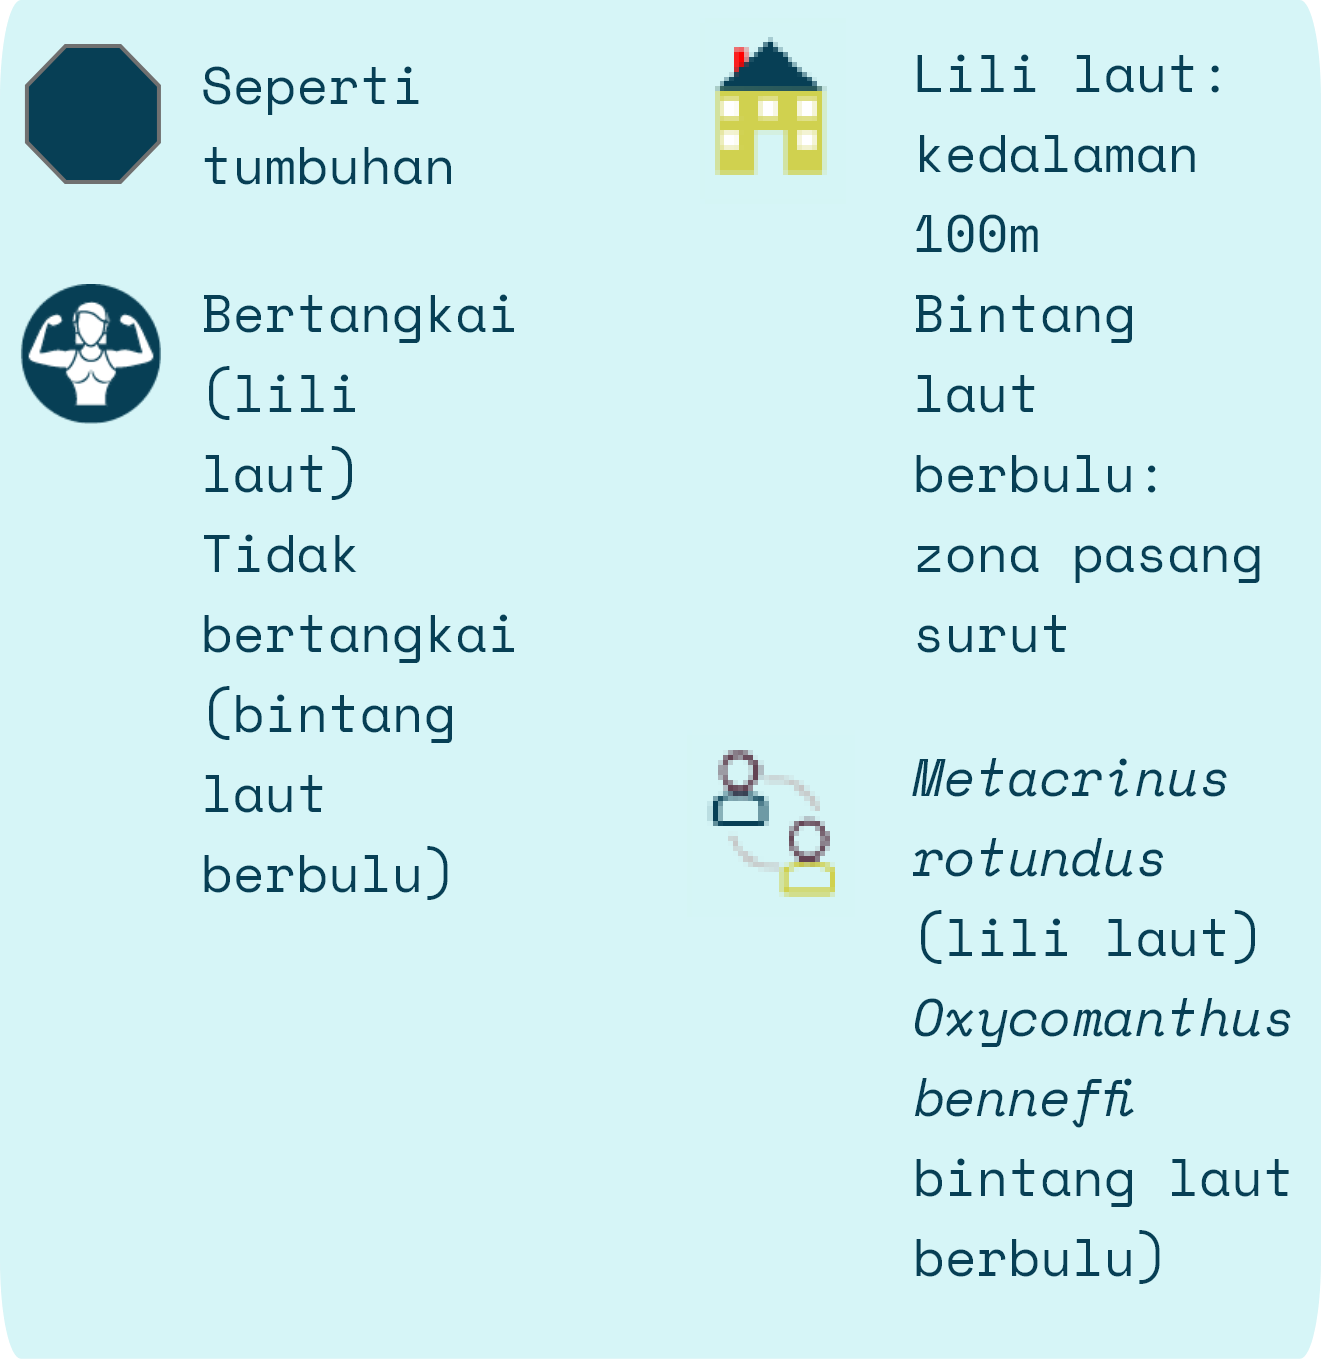 Seperti
tumbuhan
Bertangkai
(lili
laut)
Tidak
bertangkai
(bintang
laut
berbulu)
Lili laut:
kedalaman
100m
Bintang
laut
berbulu:
zona pasang
surut
Metacrinus
rotundus
(lili laut)
Oxycomanthus
benneffi
bintang laut
berbulu)